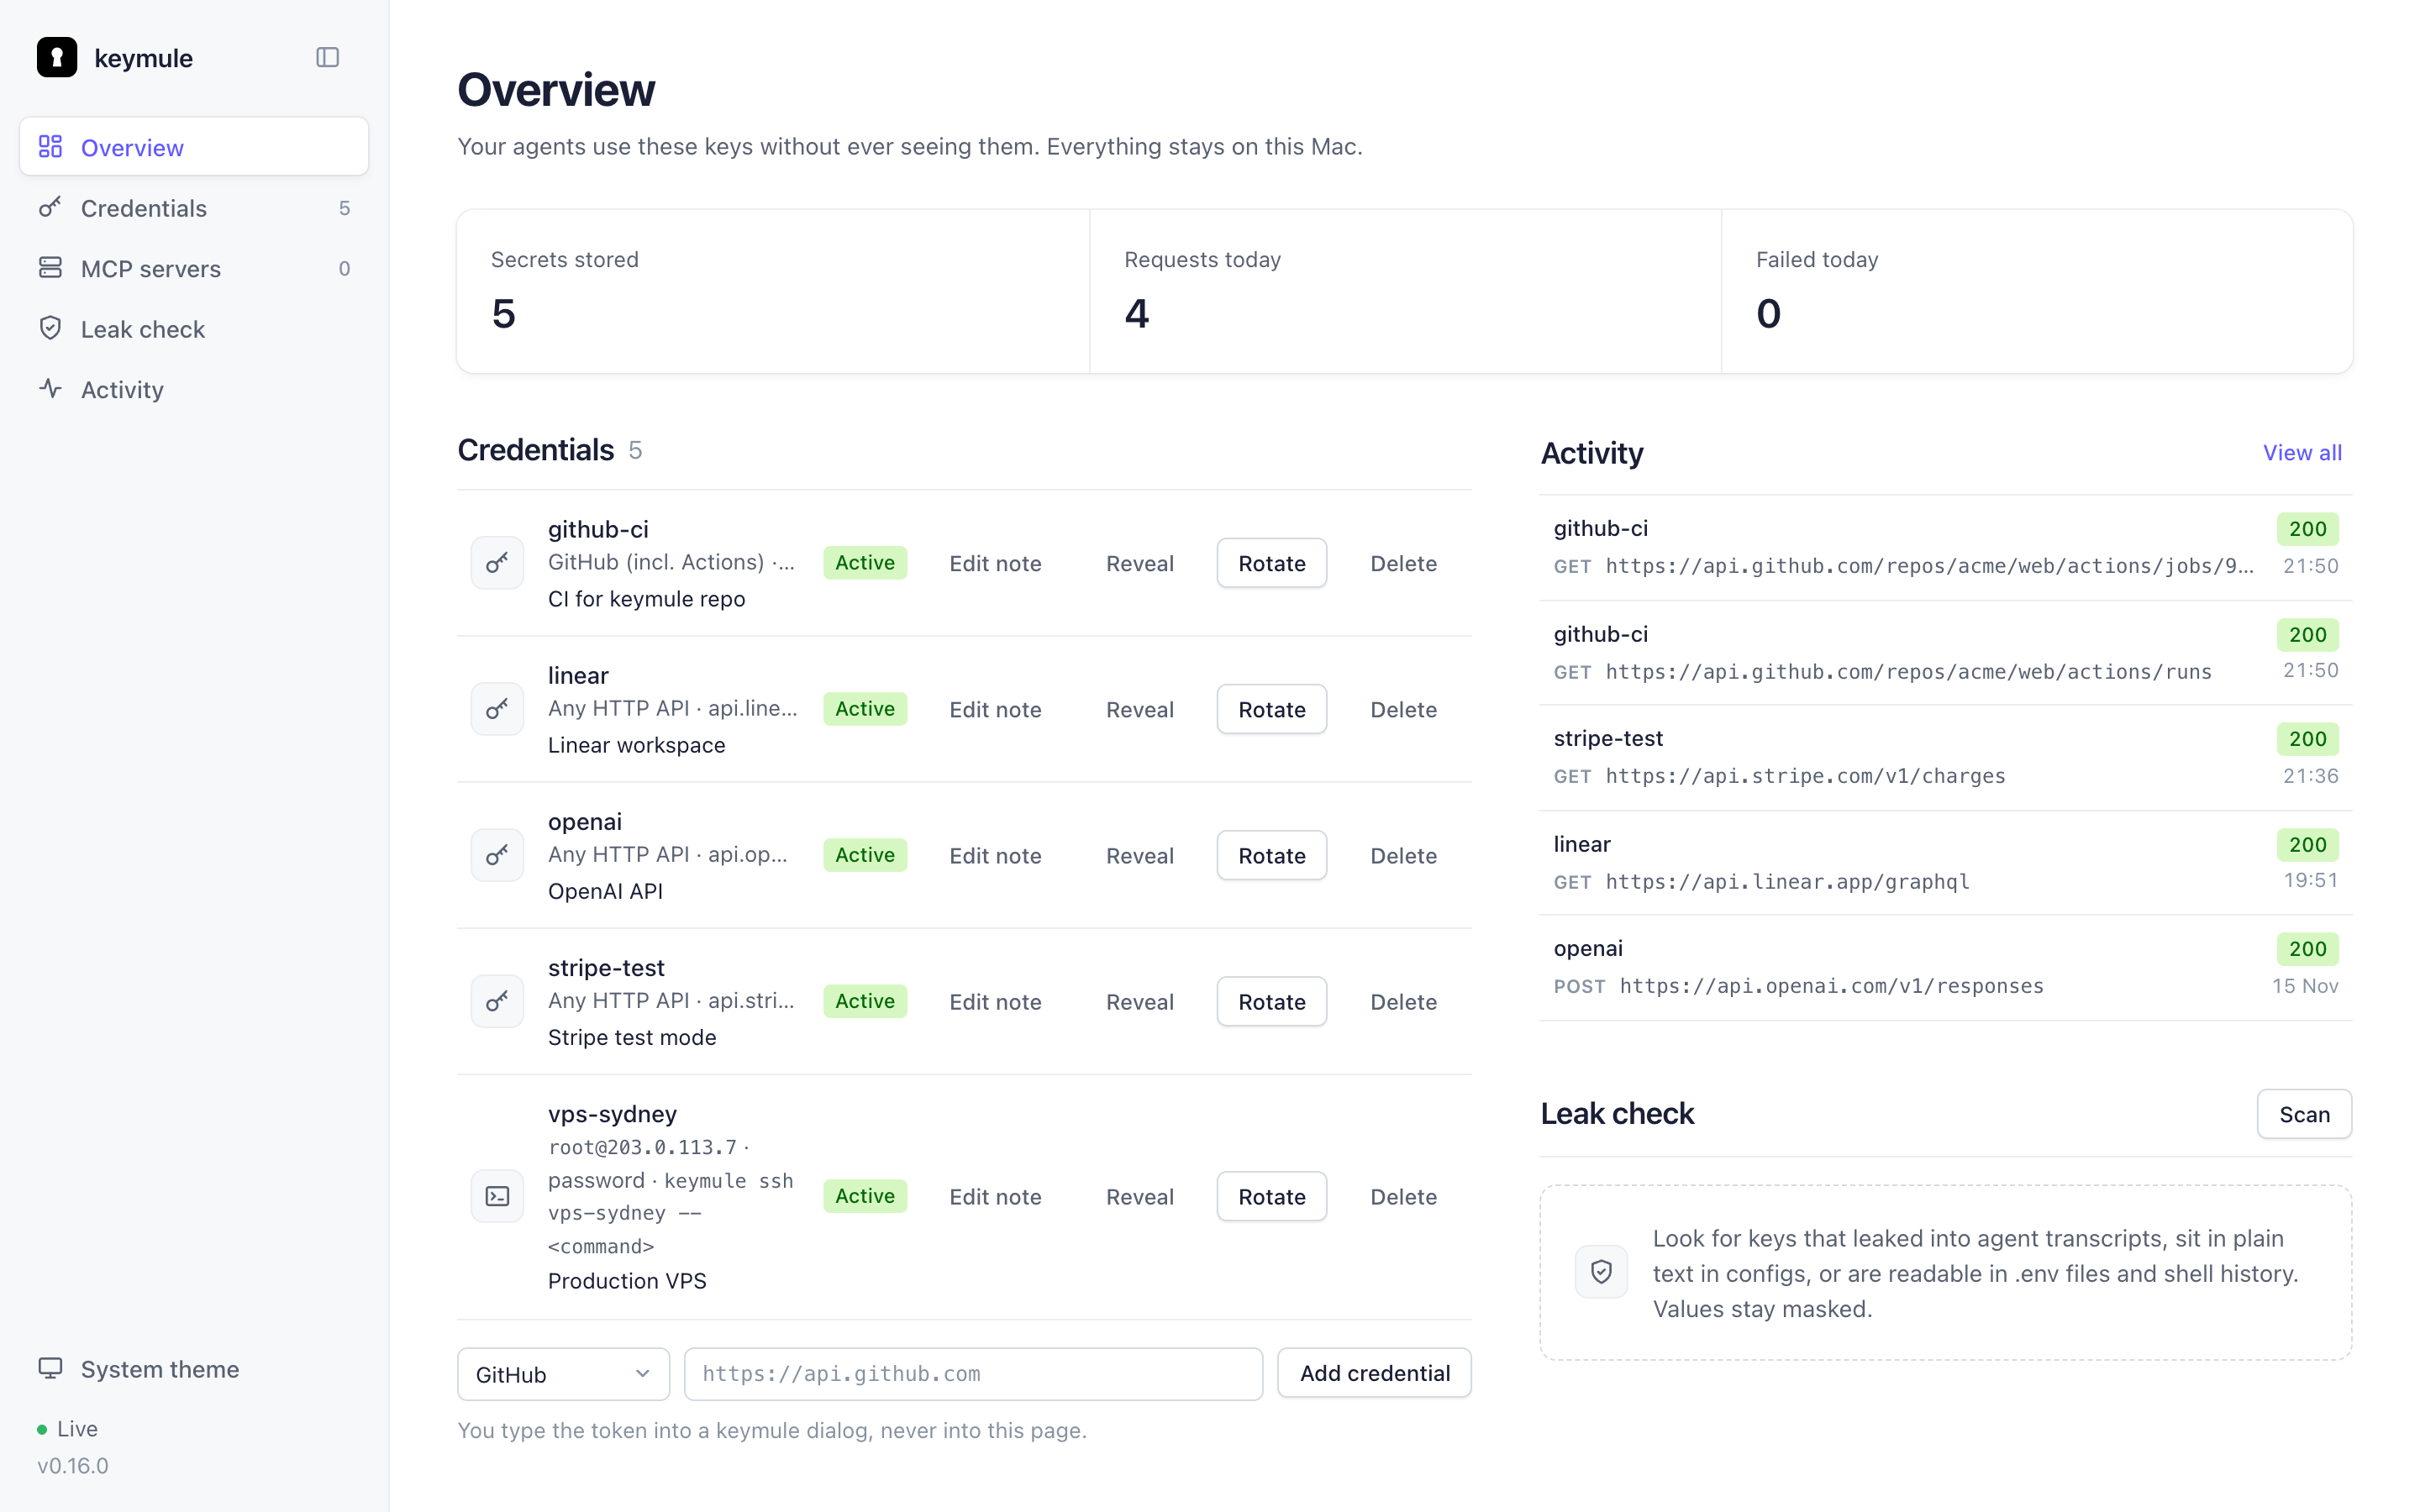 keymule
Overview
Credentials 5
MCP servers 0
Leak check
Activity
System theme
Live
v0.16.0
Overview
Your agents use these keys without ever seeing them. Everything stays on this Mac.
Secrets stored
5
Requests today
4
Failed today
0
Credentials 5
github-ci
GitHub (incl. Actions) ·...
CI for keymule repo
Active Edit note Reveal Rotate Delete
linear
Any HTTP API · api.line...
Linear workspace
Active Edit note Reveal Rotate Delete
openai
Any HTTP API · api.op...
OpenAI API
Active Edit note Reveal Rotate Delete
stripe-test
Any HTTP API · api.stri...
Stripe test mode
Active Edit note Reveal Rotate Delete
vps-sydney
root@203.0.113.7 ·
password · keymule ssh
vps-sydney --
<command>
Production VPS
Active Edit note Reveal Rotate Delete
GitHub https://api.github.com Add credential
You type the token into a keymule dialog, never into this page.
Activity View all
github-ci 200
GET https://api.github.com/repos/acme/web/actions/jobs/9... 21:50
github-ci 200
GET https://api.github.com/repos/acme/web/actions/runs 21:50
stripe-test 200
GET https://api.stripe.com/v1/charges 21:36
linear 200
GET https://api.linear.app/graphql 19:51
openai 200
POST https://api.openai.com/v1/responses 15 Nov
Leak check Scan
Look for keys that leaked into agent transcripts, sit in plain
text in configs, or are readable in .env files and shell history.
Values stay masked.